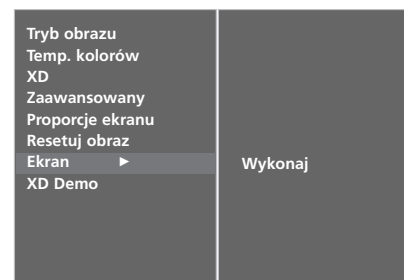 Tryb obrazu
Temp. kolorów
XD
Zaawansowany
Proporcje ekranu
Resetuj obraz
Ekran ► Wykonaj
XD Demo